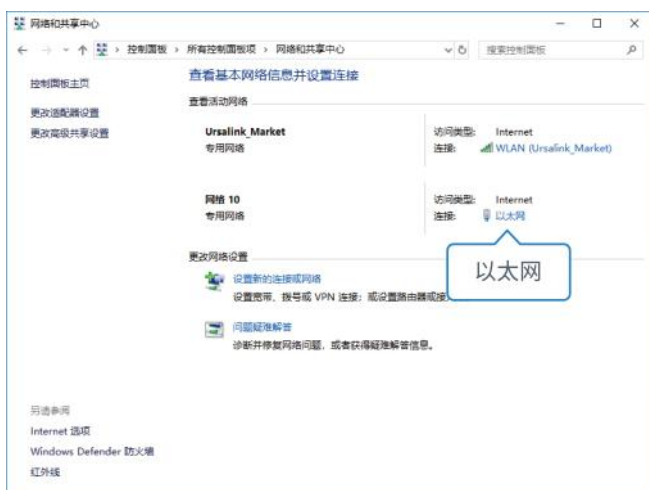 网络和共享中心
控制面板 › 所有控制面板项 › 网络和共享中心
搜索控制面板
控制面板主页
更改适配器设置
更改高级共享设置
查看基本网络信息并设置连接
查看活动网络
Ursalink_Market
专用网络
访问类型: Internet
连接: WLAN (Ursalink_Market)
网络 10
专用网络
访问类型: Internet
连接: 以太网
以太网
更改网络设置
设置新的连接或网络
设置宽带、拨号或 VPN 连接；或设置路由器或接
问题疑难解答
诊断并修复网络问题，或者获得疑难解答信息。
另请参阅
Internet 选项
Windows Defender 防火墙
红外线